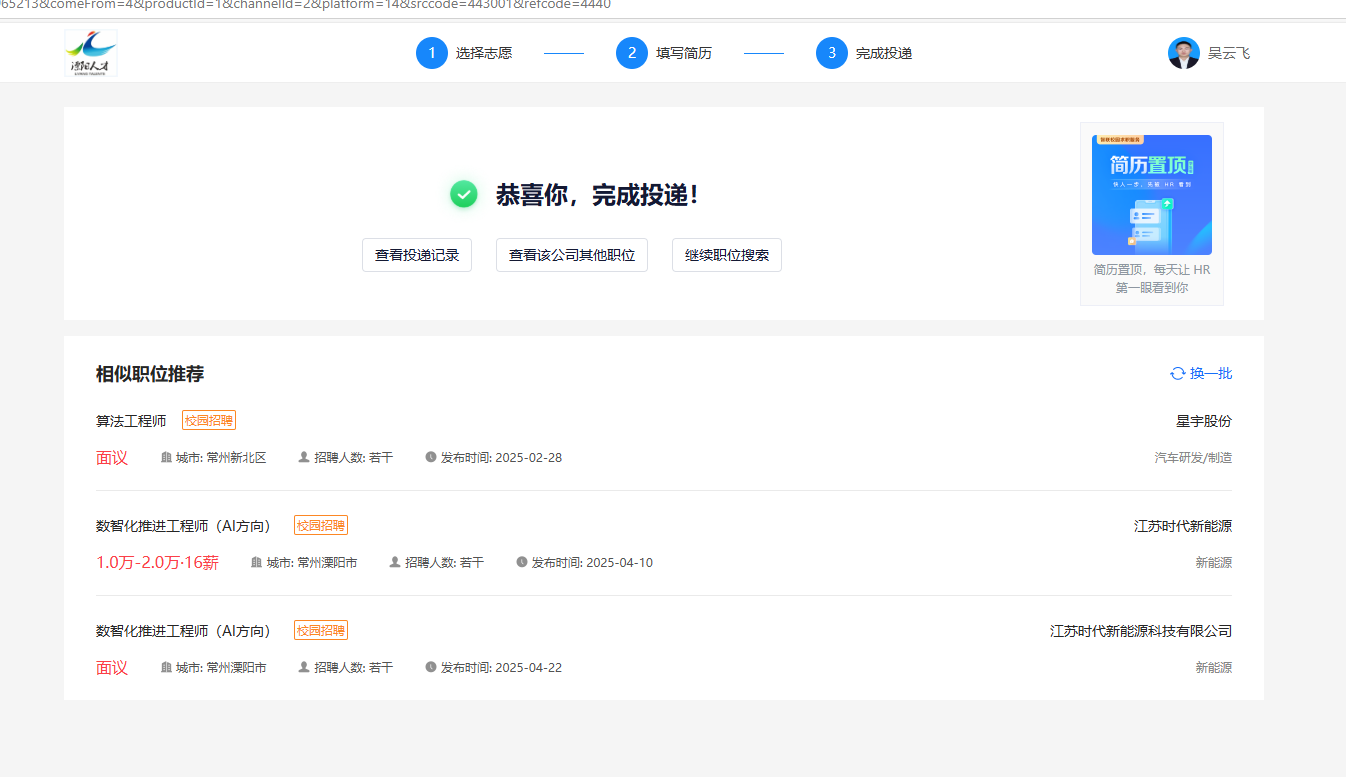 965213&comeFrom=4&productId=1&channelId=2&platform=14&srccode=443001&refcode=4440
溧阳人才
1 选择志愿
2 填写简历
3 完成投递
吴云飞
恭喜你，完成投递！
查看投递记录
查看该公司其他职位
继续职位搜索
简历置顶
快人一步，先被 HR 看到
简历置顶，每天让 HR
第一眼看到你
相似职位推荐
换一批
算法工程师 校园招聘
星宇股份
面议 城市: 常州新北区 招聘人数: 若干 发布时间: 2025-02-28
汽车研发/制造
数智化推进工程师（AI方向） 校园招聘
江苏时代新能源
1.0万-2.0万·16薪 城市: 常州溧阳市 招聘人数: 若干 发布时间: 2025-04-10
新能源
数智化推进工程师（AI方向） 校园招聘
江苏时代新能源科技有限公司
面议 城市: 常州溧阳市 招聘人数: 若干 发布时间: 2025-04-22
新能源